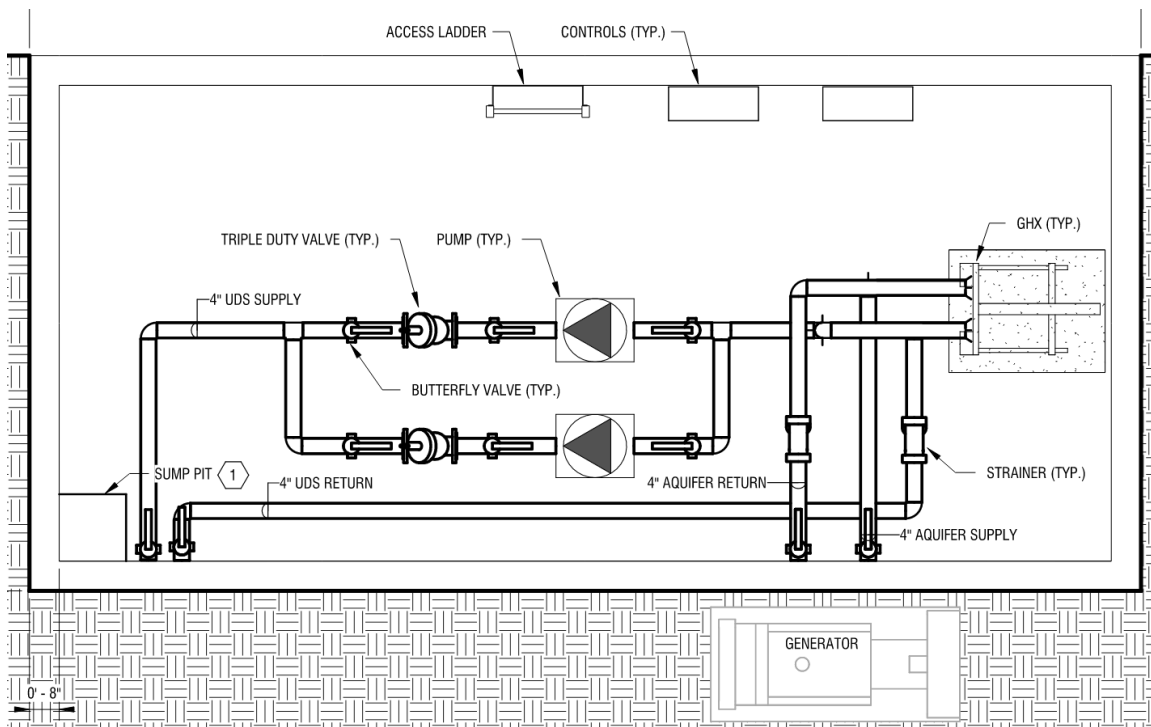 ACCESS LADDER
CONTROLS (TYP.)
GHX (TYP.)
TRIPLE DUTY VALVE (TYP.)
PUMP (TYP.)
4" UDS SUPPLY
BUTTERFLY VALVE (TYP.)
SUMP PIT 1
4" UDS RETURN
4" AQUIFER RETURN
STRAINER (TYP.)
4" AQUIFER SUPPLY
GENERATOR
0' - 8"